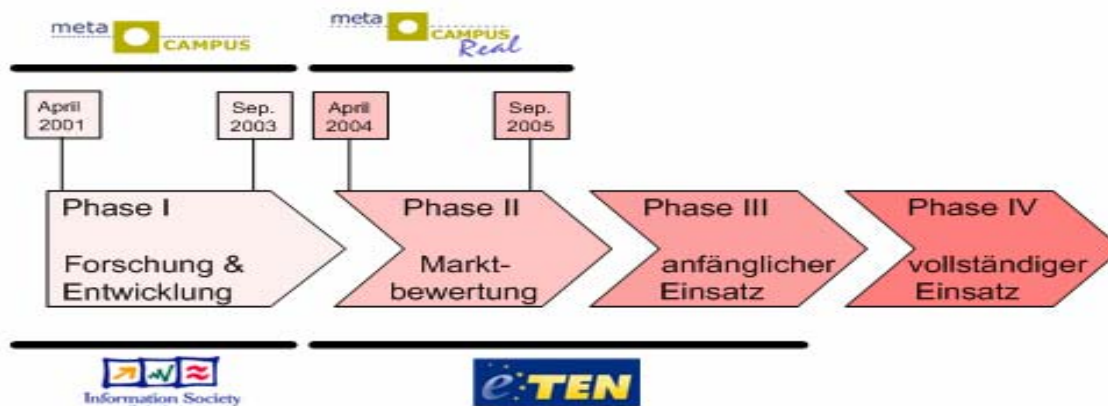 meta CAMPUS
meta CAMPUS Real
April 2001
Sep. 2003
April 2004
Sep. 2005
Phase I
Forschung &
Entwicklung
Phase II
Markt-
bewertung
Phase III
anfänglicher
Einsatz
Phase IV
vollständiger
Einsatz
Information Society
eTEN